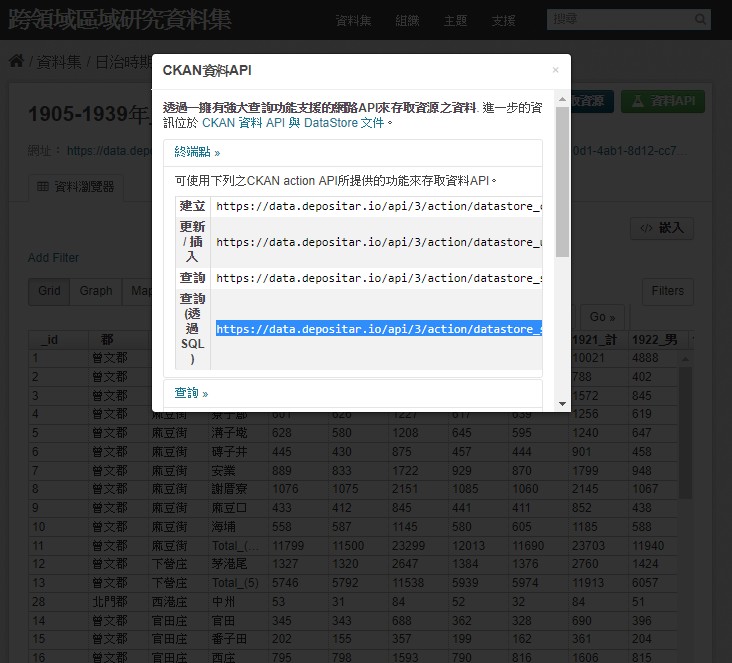 跨領域區域研究資料集
資料集 組織 主題 支援 搜尋
/ 資料集 / 日治時期
1905-1939年
網址： https://data.depo
0d1-4ab1-8d12-cc7...
資源 資料API
資料瀏覽器
</> 嵌入
Add Filter
Grid Graph Map
Go » Filters
CKAN資料API ×
透過一擁有強大查詢功能支援的網路API來存取資源之資料. 進一步的資
訊位於 CKAN 資料 API 與 DataStore 文件。
終端點 »
可使用下列之CKAN action API所提供的功能來存取資料API。
建立 https://data.depositar.io/api/3/action/datastore_
更新
/ 插
入
https://data.depositar.io/api/3/action/datastore_
查詢 https://data.depositar.io/api/3/action/datastore_
查詢
(透
過
SQL
)
https://data.depositar.io/api/3/action/datastore_
查詢 »
_id 郡 1921_計 1922_男
1 曾文郡 10021 4888
2 曾文郡 788 402
3 曾文郡 1572 845
4 曾文郡 麻豆街 寮子廍 601 626 1227 617 639 1256 619
5 曾文郡 麻豆街 溝子墘 628 580 1208 645 595 1240 647
6 曾文郡 麻豆街 磚子井 445 430 875 457 444 901 458
7 曾文郡 麻豆街 安業 889 833 1722 929 870 1799 948
8 曾文郡 麻豆街 謝厝寮 1076 1075 2151 1085 1060 2145 1067
9 曾文郡 麻豆街 麻豆口 433 412 845 441 411 852 438
10 曾文郡 麻豆街 海埔 558 587 1145 580 605 1185 588
11 曾文郡 麻豆街 Total_(... 11799 11500 23299 12013 11690 23703 11940
12 曾文郡 下營庄 茅港尾 1327 1320 2647 1384 1376 2760 1424
13 曾文郡 下營庄 Total_(5) 5746 5792 11538 5939 5974 11913 6057
28 北門郡 西港庄 中州 53 31 84 52 32 84 51
14 曾文郡 官田庄 官田 345 343 688 362 328 690 396
15 曾文郡 官田庄 番子田 202 155 357 199 162 361 204
16 曾文郡 官田庄 西庄 795 798 1593 790 816 1606 815